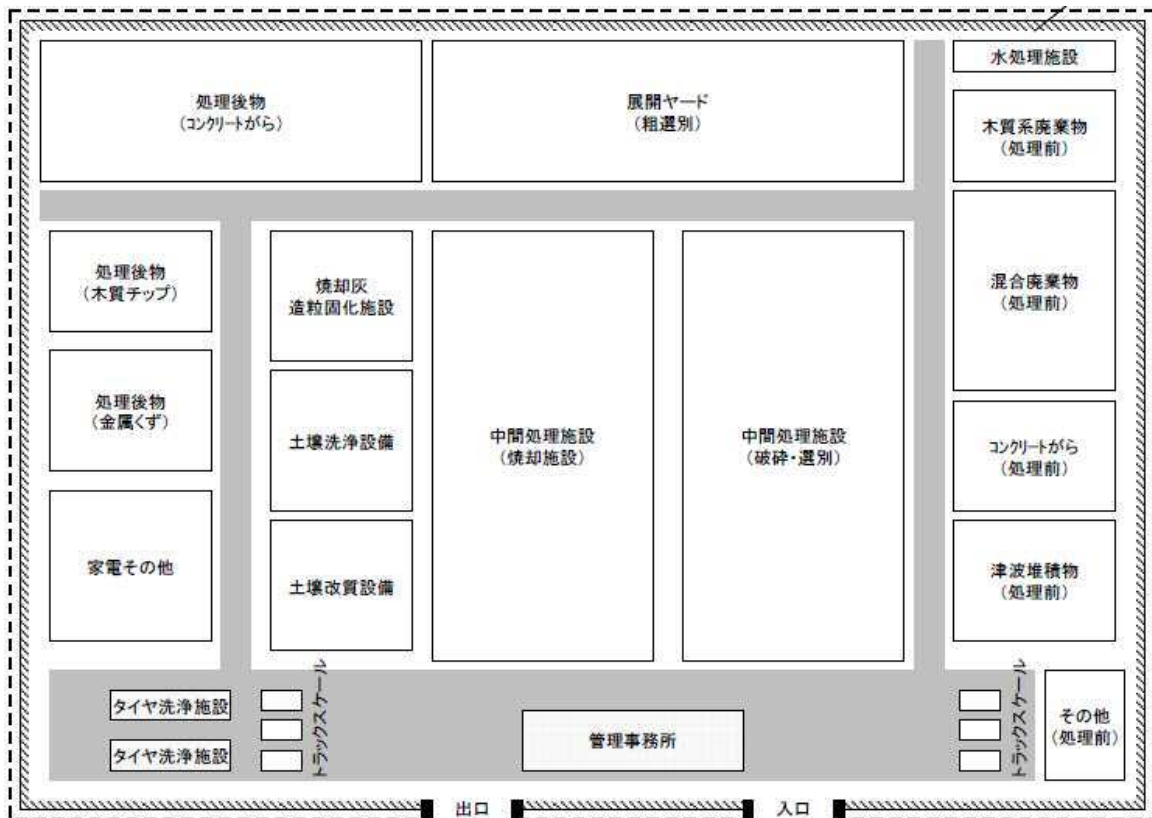 処理後物
(コンクリートがら)
展開ヤード
(粗選別)
水処理施設
木質系廃棄物
(処理前)
混合廃棄物
(処理前)
コンクリートがら
(処理前)
津波堆積物
(処理前)
処理後物
(木質チップ)
処理後物
(金属くず)
家電その他
焼却灰
造粒固化施設
土壌洗浄設備
土壌改質設備
中間処理施設
(焼却施設)
中間処理施設
(破砕・選別)
タイヤ洗浄施設
タイヤ洗浄施設
トラックスケール
管理事務所
トラックスケール
その他
(処理前)
出口
入口